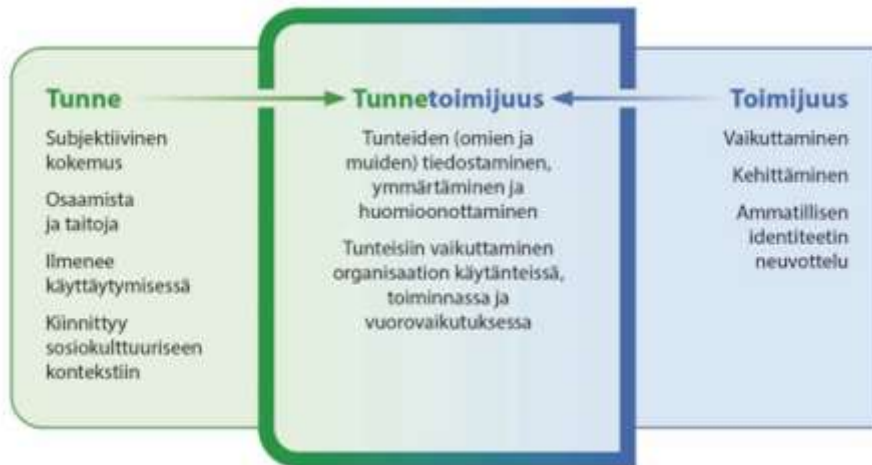 Tunne
Subjektiivinen
kokemus
Osaamista
ja taitoja
Ilmenee
käyttäytymisessä
Kiinnittyy
sosiokulttuuriseen
kontekstiin
Tunnetoimijuus
Tunteiden (omien ja
muiden) tiedostaminen,
ymmärtäminen ja
huomioonottaminen
Tunteisiin vaikuttaminen
organisaation käytänteissä,
toiminnassa ja
vuorovaikutuksessa
Toimijuus
Vaikuttaminen
Kehittäminen
Ammatillisen
identiteetin
neuvottelu